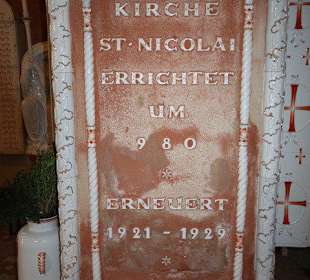 KIRCHE
ST·NICOLAI
ERRICHTET
UM
980
*
ERNEUERT
1921-1929
*